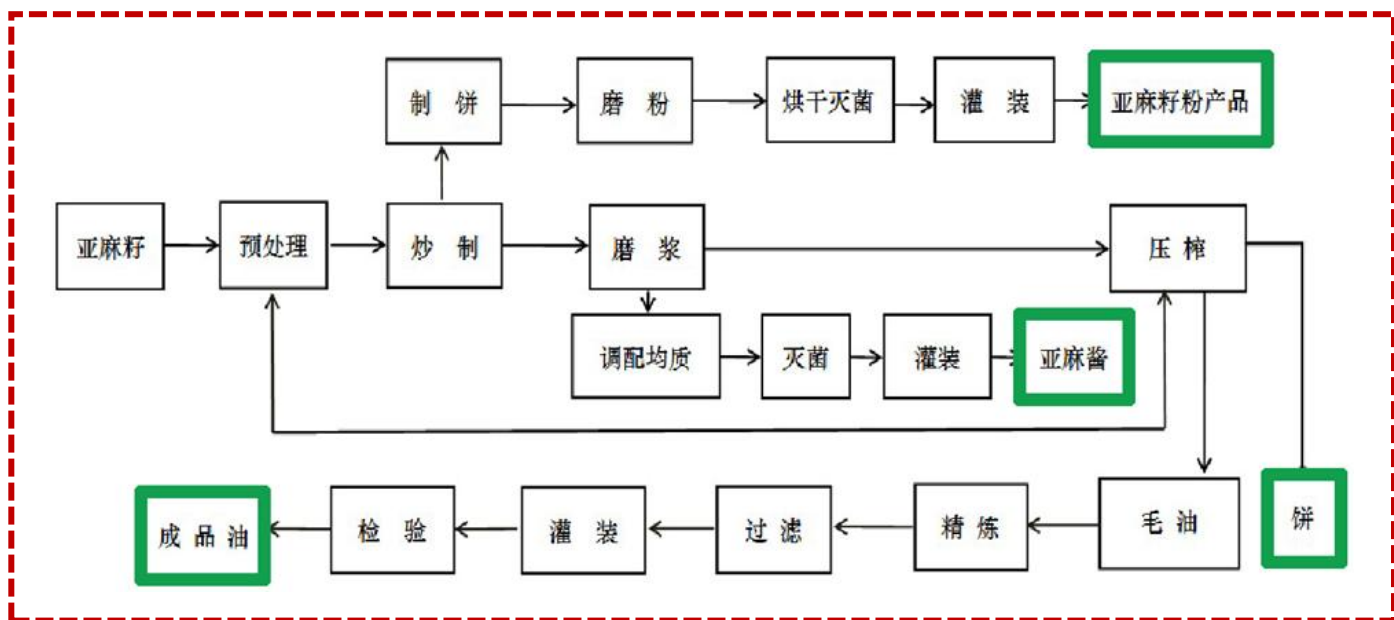 制饼
磨粉
烘干灭菌
灌装
亚麻籽粉产品
亚麻籽
预处理
炒制
磨浆
压榨
调配均质
灭菌
灌装
亚麻酱
成品油
检验
灌装
过滤
精炼
毛油
饼